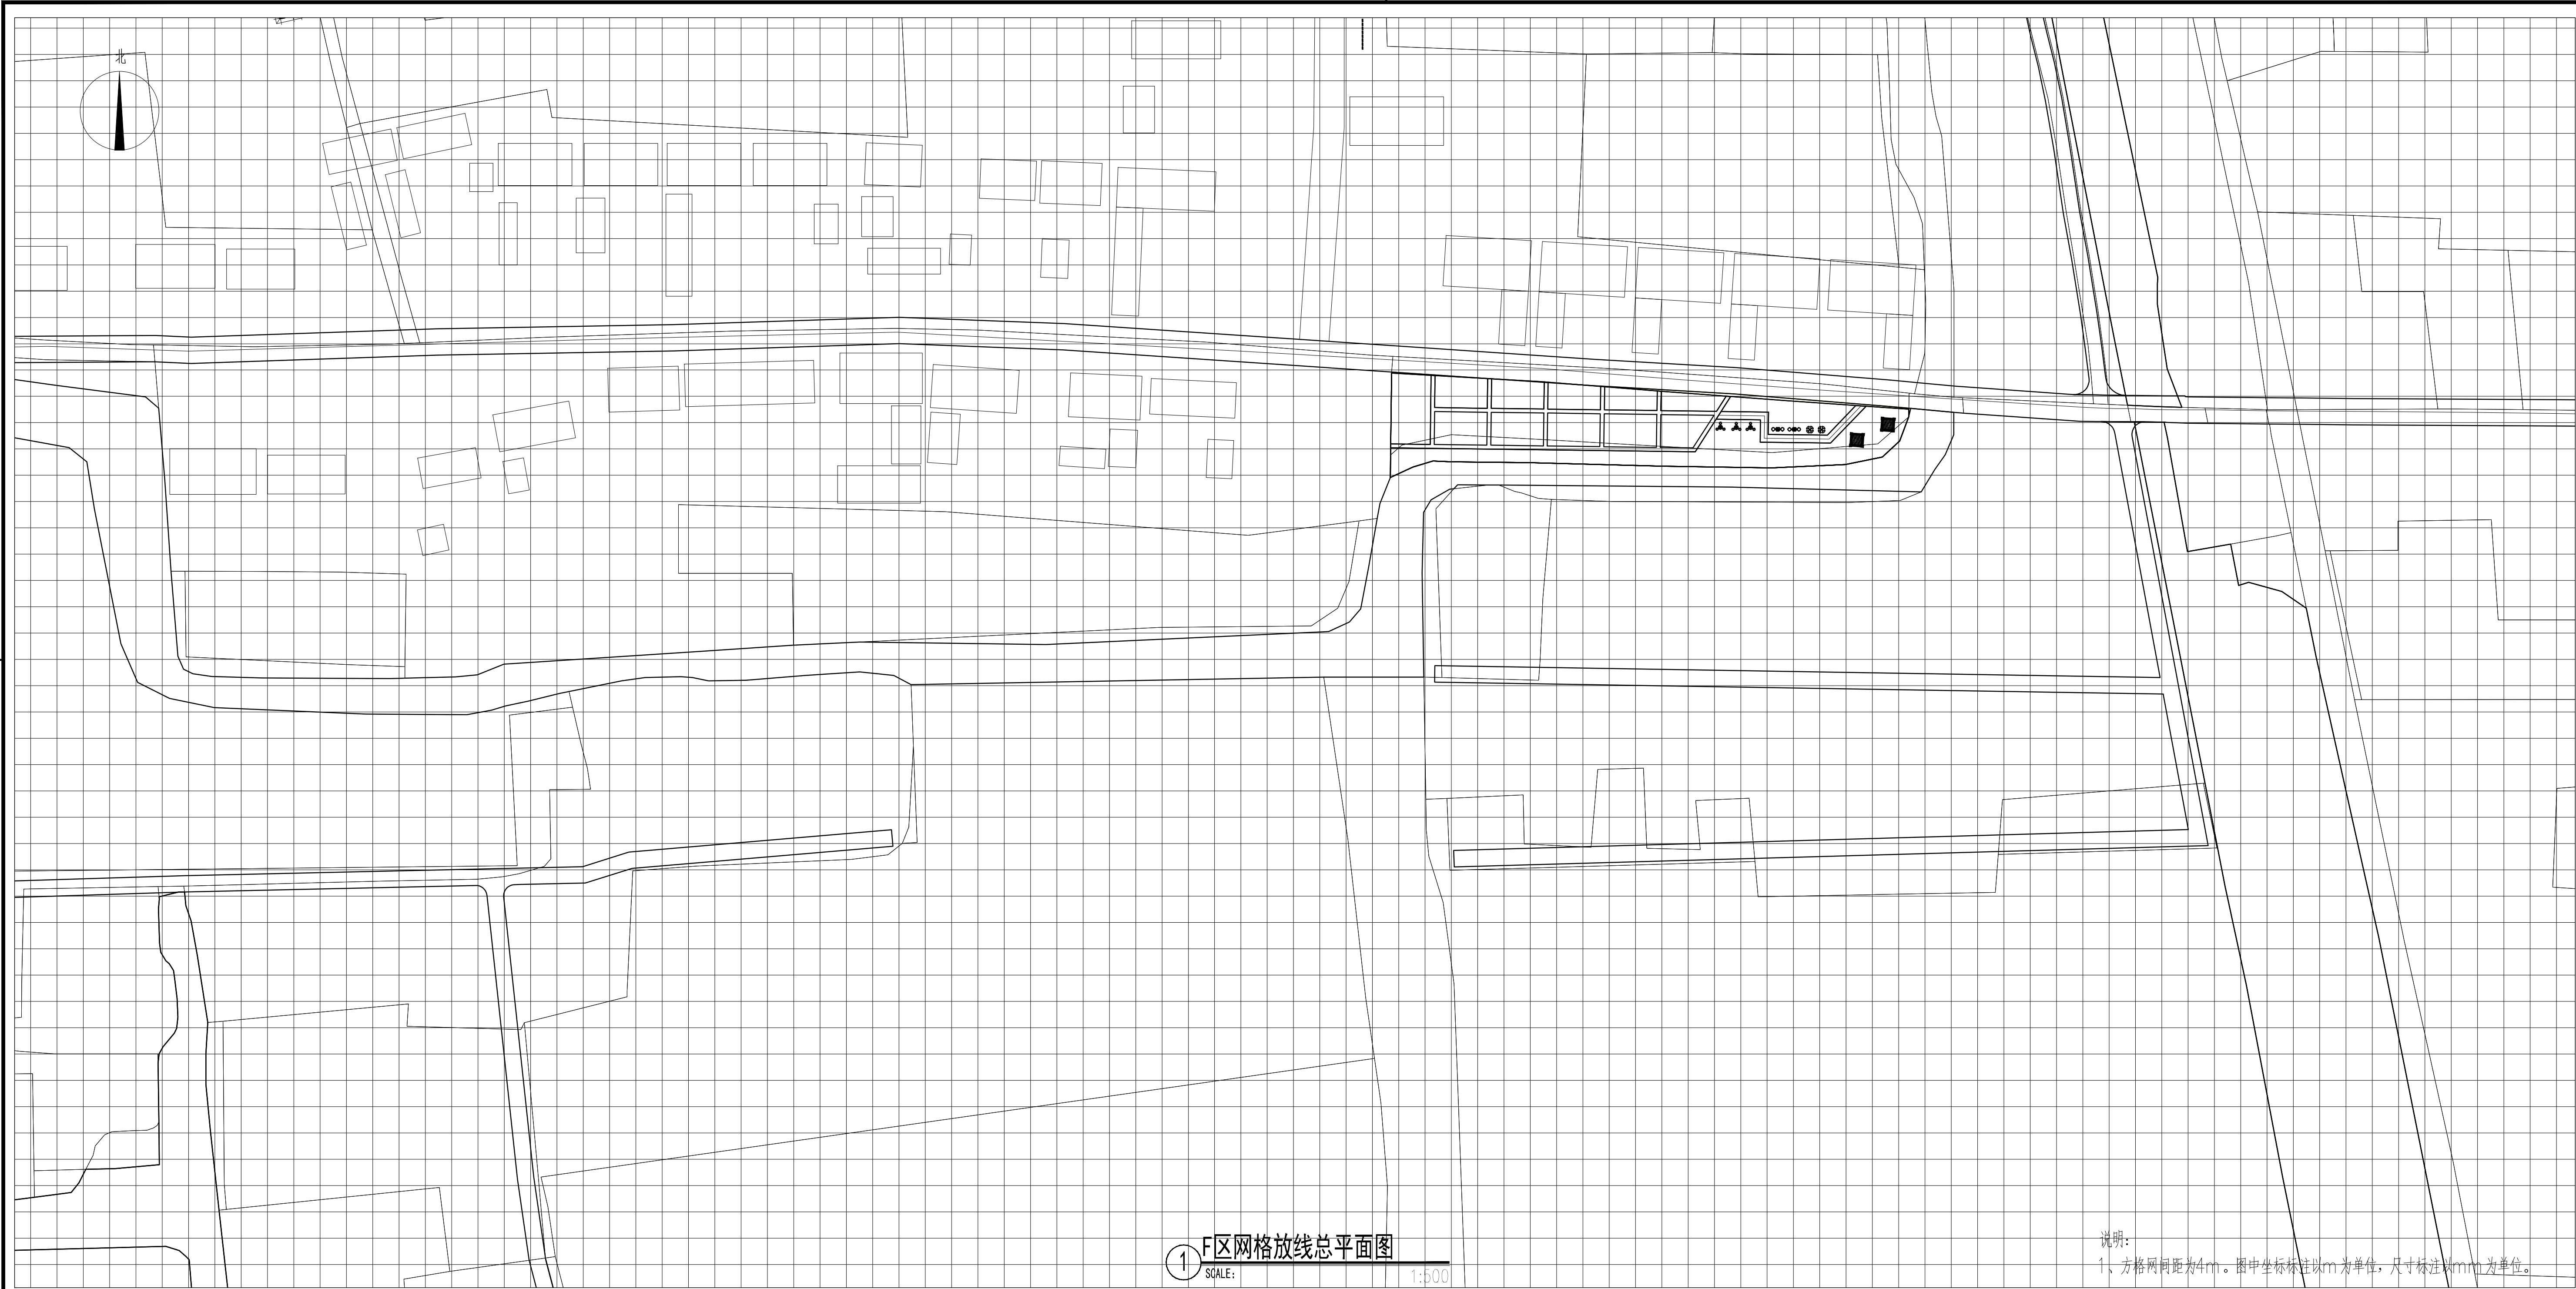 北
1
F区网格放线总平面图
SCALE:
1:500
说明:
1、方格网间距为4m。图中坐标标注以m为单位，尺寸标注以mm为单位。